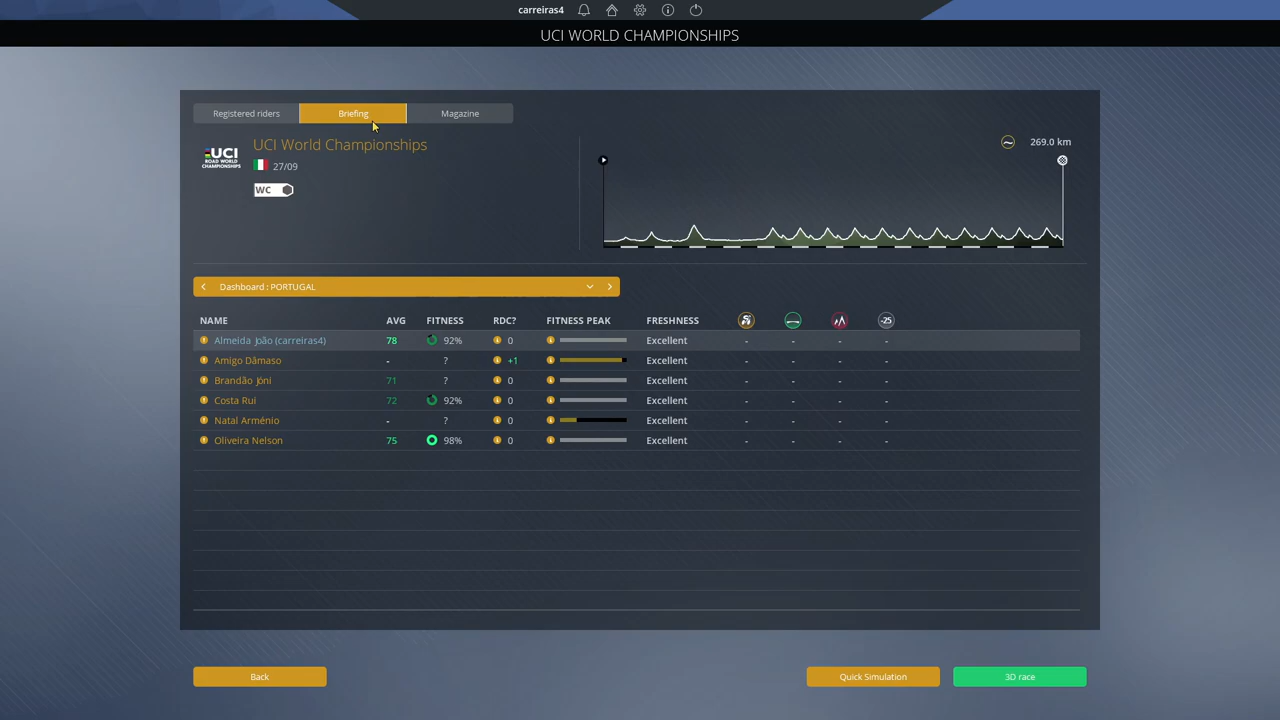 carreiras4
UCI WORLD CHAMPIONSHIPS
Registered riders
Briefing
Magazine
UCI
ROAD WORLD
CHAMPIONSHIPS
UCI World Championships
27/09
WC
269.0 km
Dashboard : PORTUGAL
NAME AVG FITNESS RDC? FITNESS PEAK FRESHNESS -25
Almeida João (carreiras4) 78 92% 0 Excellent - - - -
Amigo Dâmaso - ? +1 Excellent - - - -
Brandão Jóni 71 ? 0 Excellent - - - -
Costa Rui 72 92% 0 Excellent - - - -
Natal Arménio - ? 0 Excellent - - - -
Oliveira Nelson 75 98% 0 Excellent - - - -
Back
Quick Simulation
3D race